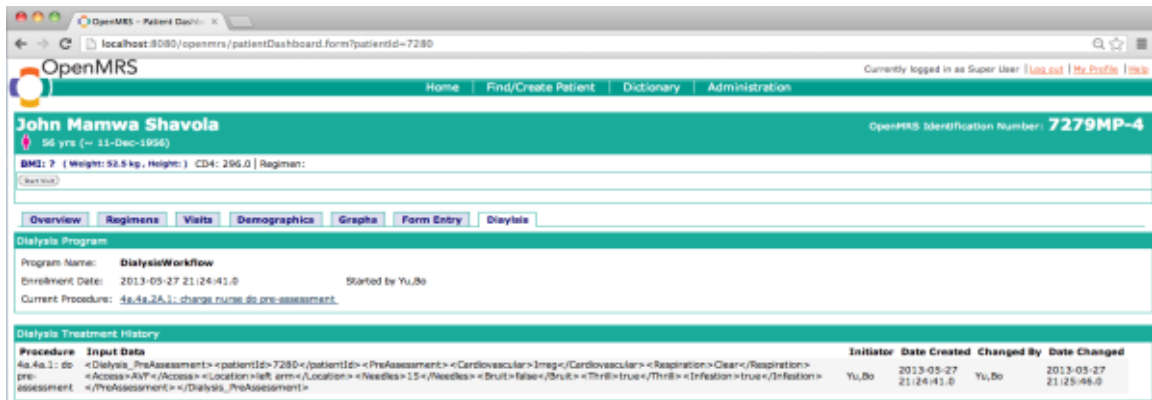 OpenMRS - Patient Dashb
localhost:8080/openmrs/patientDashboard.form?patientId=7280
OpenMRS
Currently logged in as Super User | Log out | My Profile | Help
Home | Find/Create Patient | Dictionary | Administration
John Mamwa Shavola
OpenMRS Identification Number: 7279MP-4
56 yrs (~ 11-Dec-1956)
BMI: ? ( Weight: 52.5 kg , Height: ) CD4: 296.0 | Regimen:
Start Visit
Overview Regimens Visits Demographics Graphs Form Entry Diaylsis
Dialysis Program
Program Name: DialysisWorkflow
Enrollment Date: 2013-05-27 21:24:41.0 Started by Yu,Bo
Current Procedure: 4a.4a.2A.1: charge nurse do pre-assessment
Dialysis Treatment History
Procedure Input Data Initiator Date Created Changed By Date Changed
4a.4a.1: do pre-assessment
<Dialysis_PreAssessment><patientId>7280</patientId><PreAssessment><Cardiovascular>Irreg</Cardiovascular><Respiration>Clear</Respiration>
<Access>AVF</Access><Location>left arm</Location><Needles>15</Needles><Bruit>false</Bruit><Thrill>true</Thrill><Infestion>true</Infestion>
</PreAssessment></Dialysis_PreAssessment>
Yu,Bo 2013-05-27 21:24:41.0 Yu,Bo 2013-05-27 21:25:46.0